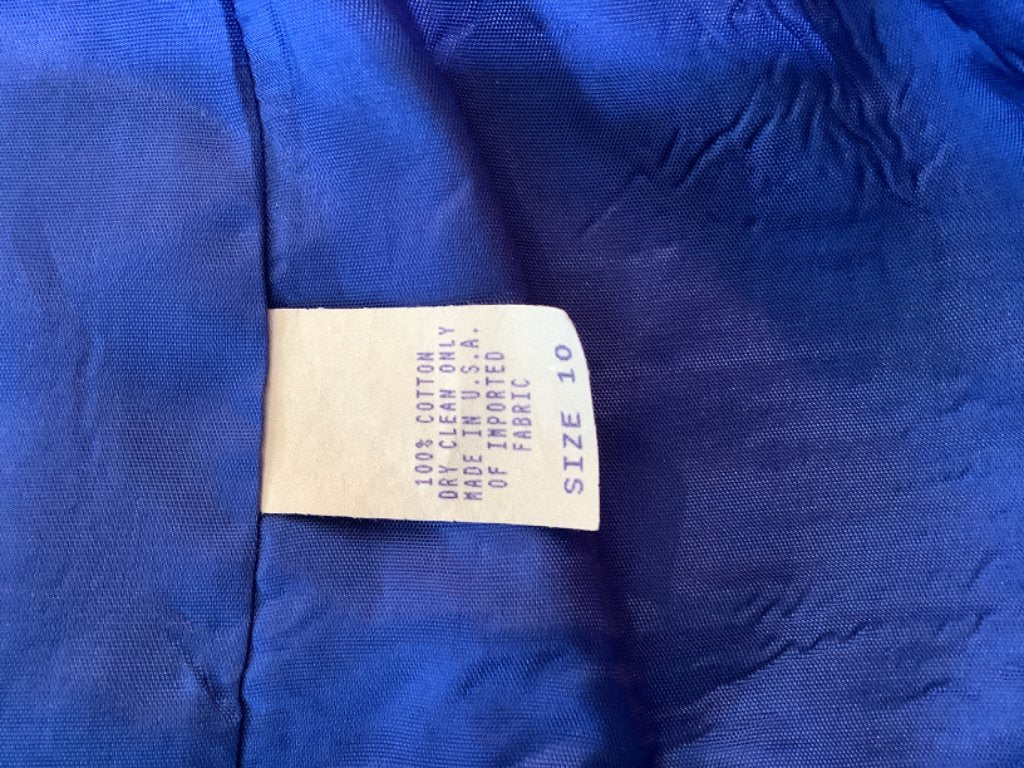 100% COTTON
DRY CLEAN ONLY
MADE IN U.S.A.
OF IMPORTED
FABRIC
SIZE 10